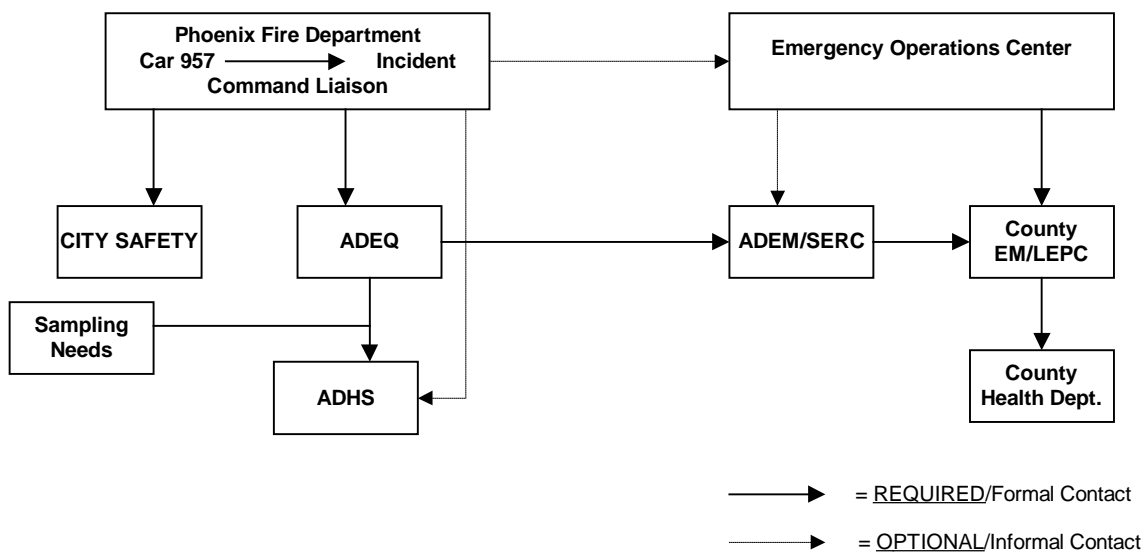 Phoenix Fire Department
Car 957 Incident
Command Liaison
Emergency Operations Center
CITY SAFETY
ADEQ
ADEM/SERC
County
EM/LEPC
Sampling
Needs
ADHS
County
Health Dept.
= REQUIRED/Formal Contact
= OPTIONAL/Informal Contact